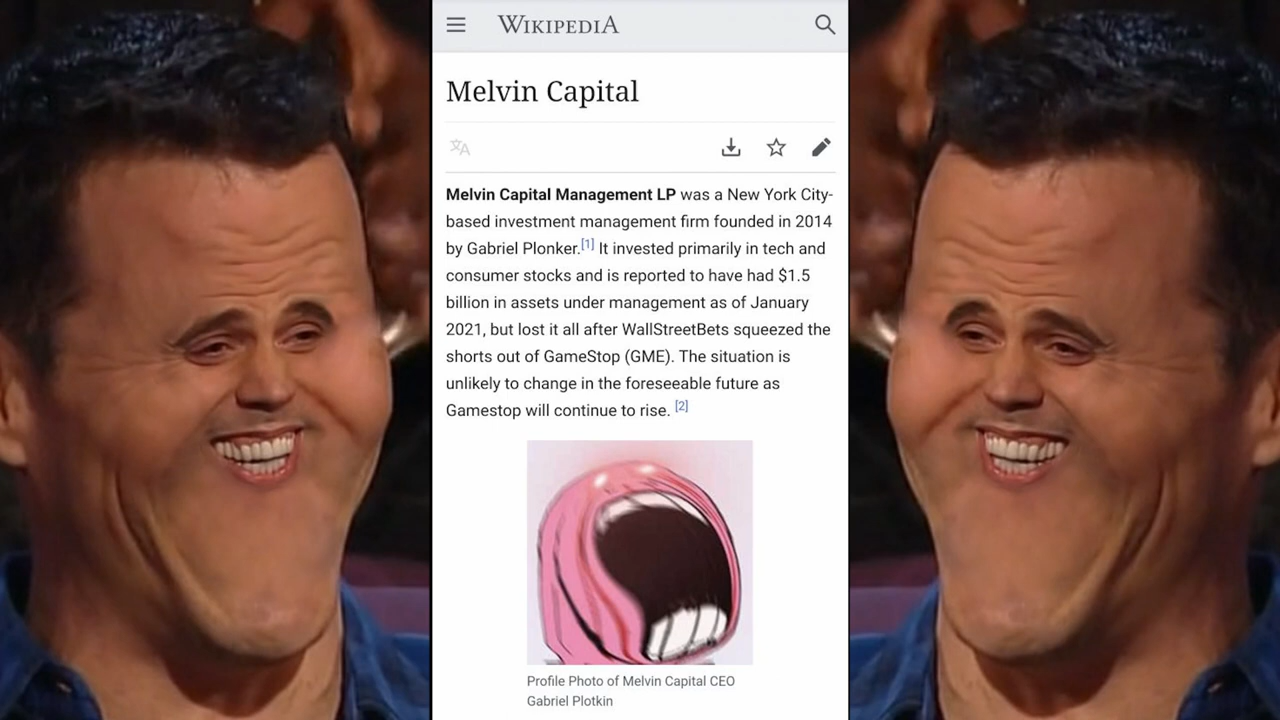 WIKIPEDIA
Melvin Capital
Melvin Capital Management LP was a New York City-
based investment management firm founded in 2014
by Gabriel Plonker.[1] It invested primarily in tech and
consumer stocks and is reported to have had $1.5
billion in assets under management as of January
2021, but lost it all after WallStreetBets squeezed the
shorts out of GameStop (GME). The situation is
unlikely to change in the foreseeable future as
Gamestop will continue to rise. [2]
Profile Photo of Melvin Capital CEO
Gabriel Plotkin